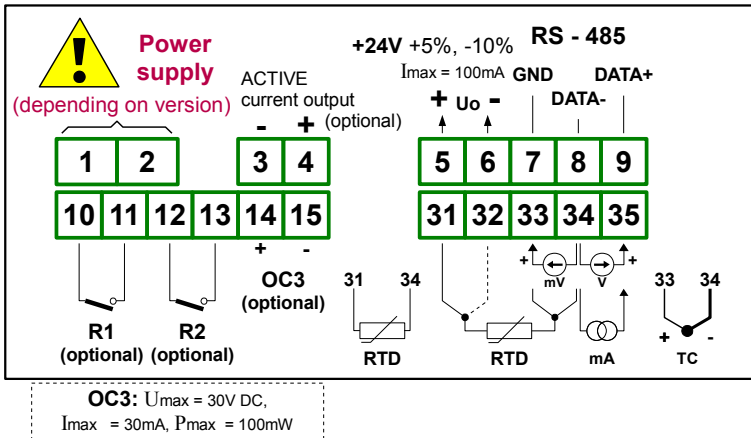 Power
supply
(depending on version)
ACTIVE
current output
(optional)
- +
+24V +5%, -10%
Imax = 100mA
+ Uo -
RS - 485
GND DATA+
DATA-
1 2 3 4 5 6 7 8 9
10 11 12 13 14 15 31 32 33 34 35
+ -
OC3
(optional)
R1
(optional)
R2
(optional)
31 34
RTD
RTD
+ mV V +
mA
33 34
+ -
TC
OC3: Umax = 30V DC,
Imax = 30mA, Pmax = 100mW